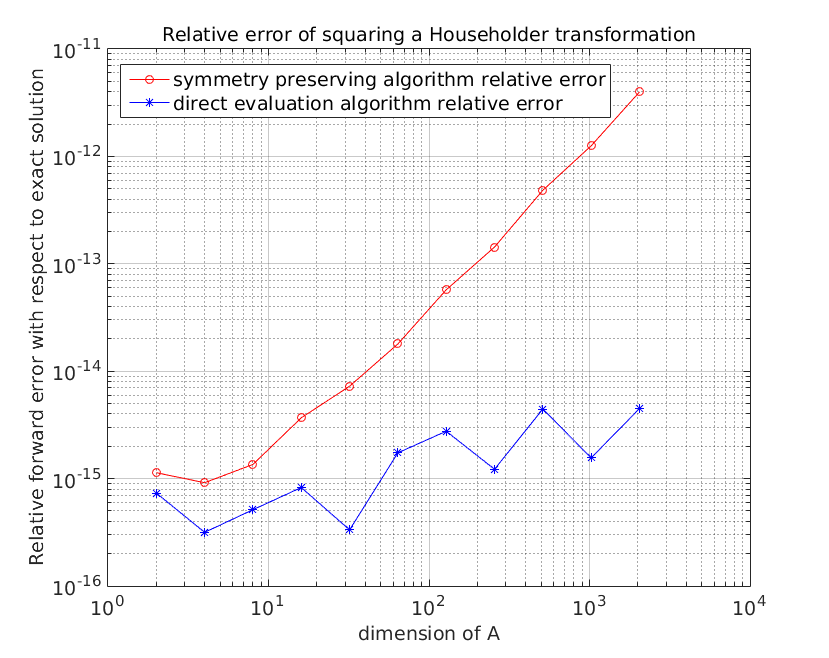 Relative error of squaring a Householder transformation
symmetry preserving algorithm relative error
direct evaluation algorithm relative error
Relative forward error with respect to exact solution
10^-11
10^-12
10^-13
10^-14
10^-15
10^-16
10^0 10^1 10^2 10^3 10^4
dimension of A